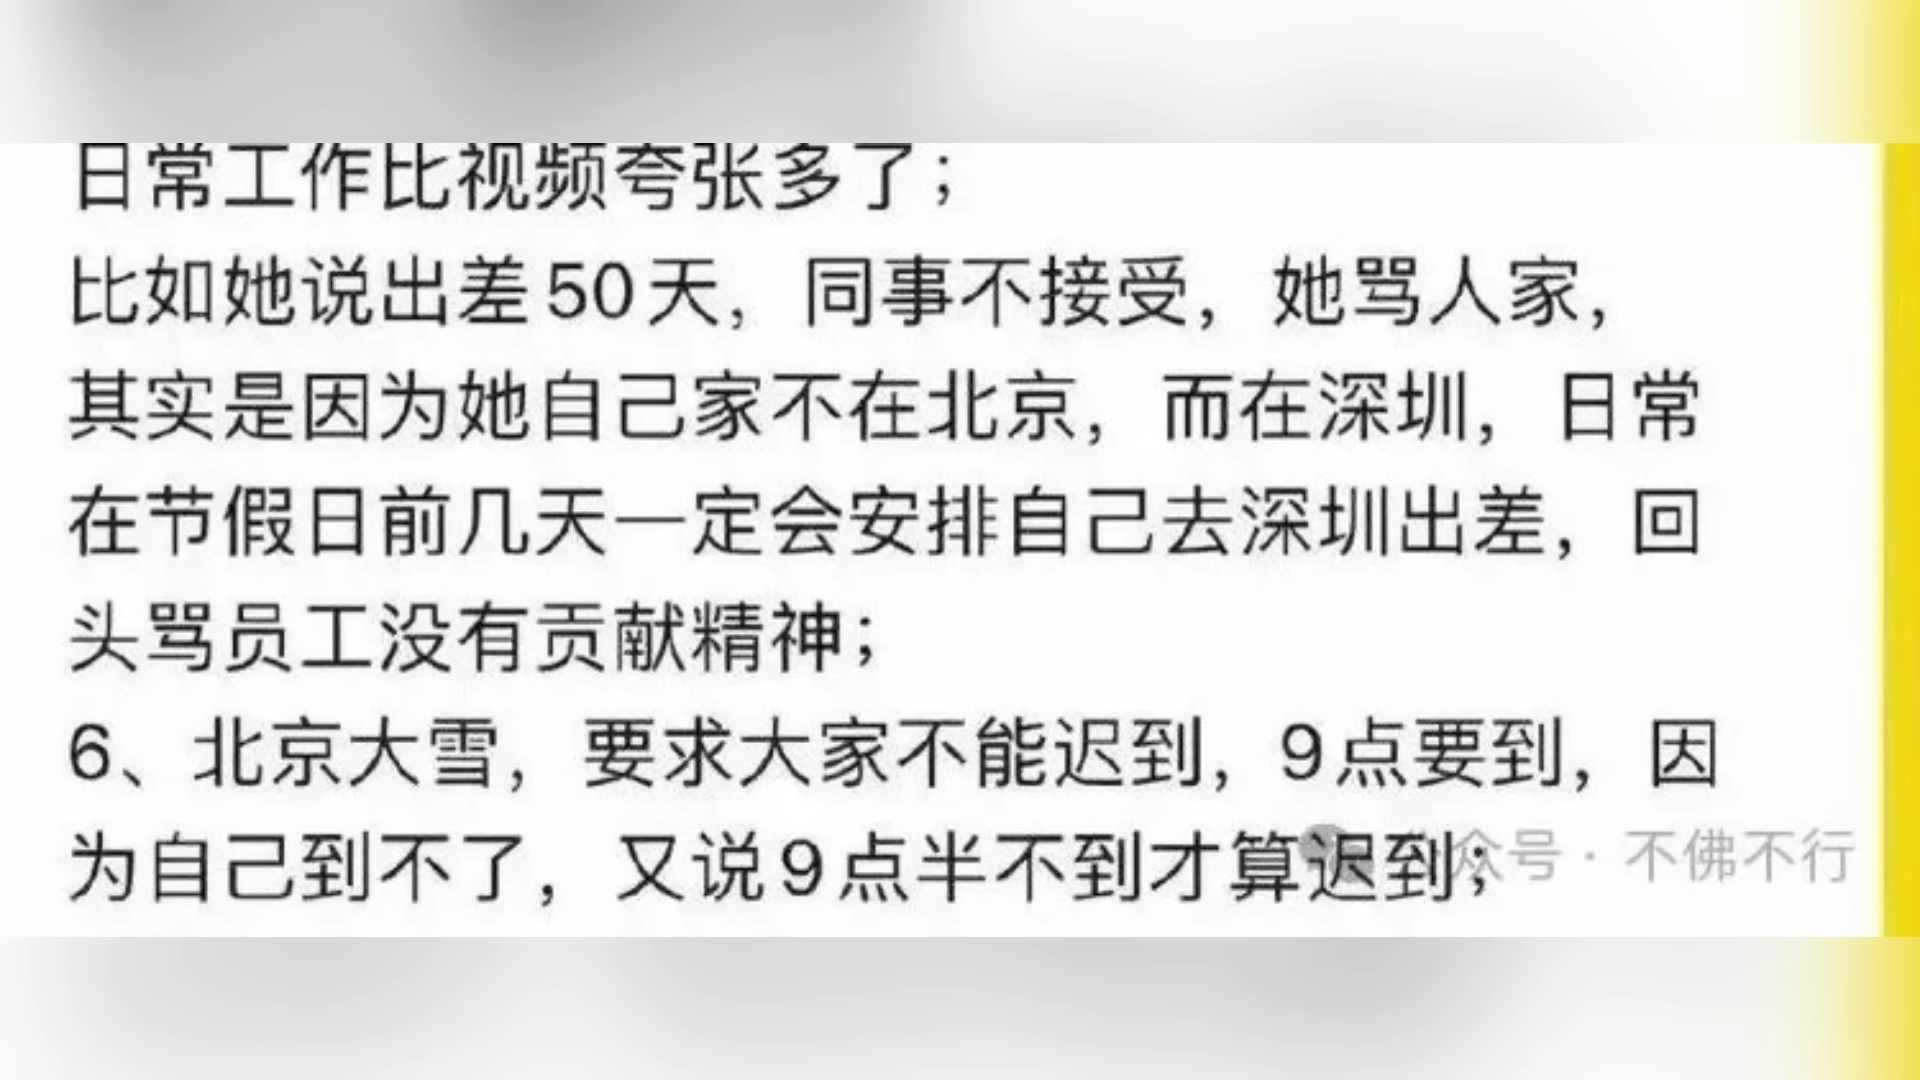 日常工作比视频夸张多了；
比如她说出差50天，同事不接受，她骂人家，
其实是因为她自己家不在北京，而在深圳，日常
在节假日前几天一定会安排自己去深圳出差，回
头骂员工没有贡献精神；
6、北京大雪，要求大家不能迟到，9点要到，因
为自己到不了，又说9点半不到才算迟到；
众号·不佛不行